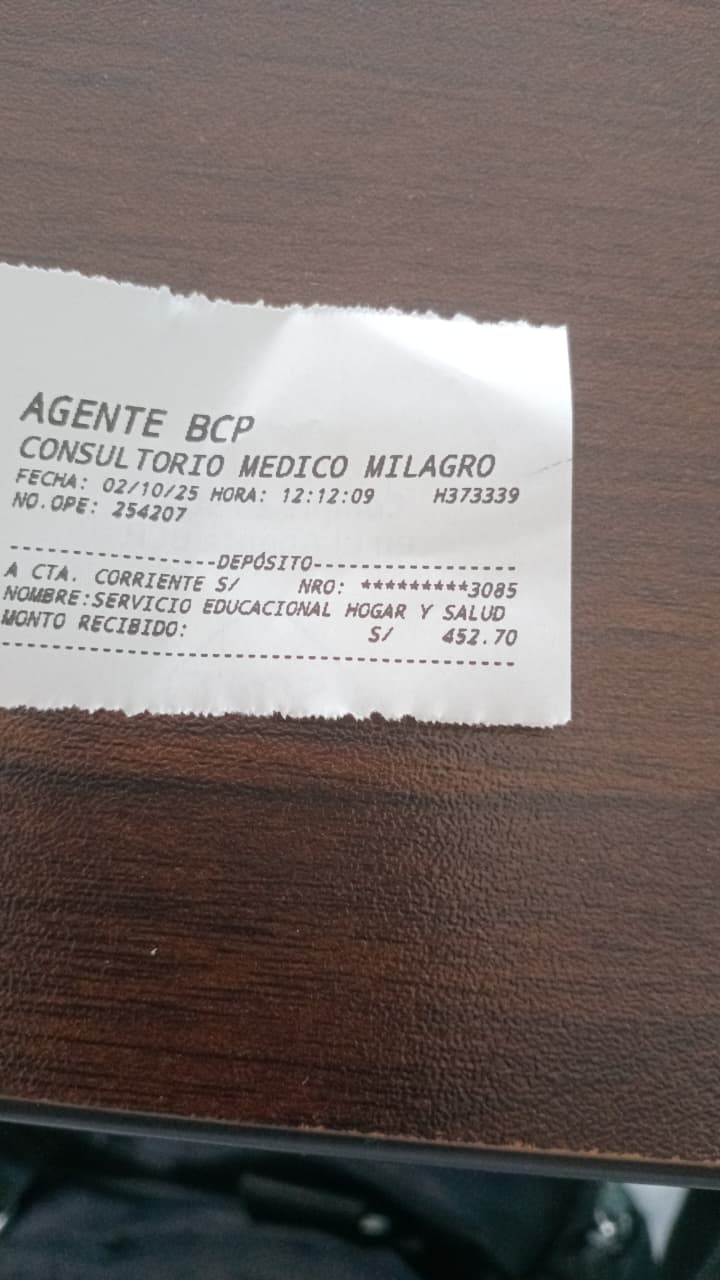 AGENTE BCP
CONSULTORIO MEDICO MILAGRO
FECHA: 02/10/25 HORA: 12:12:09 H373339
NO.OPE: 254207
-----------------DEPÓSITO-----------------
A CTA. CORRIENTE S/ NRO: *********3085
NOMBRE:SERVICIO EDUCACIONAL HOGAR Y SALUD
MONTO RECIBIDO: S/ 452.70
------------------------------------------